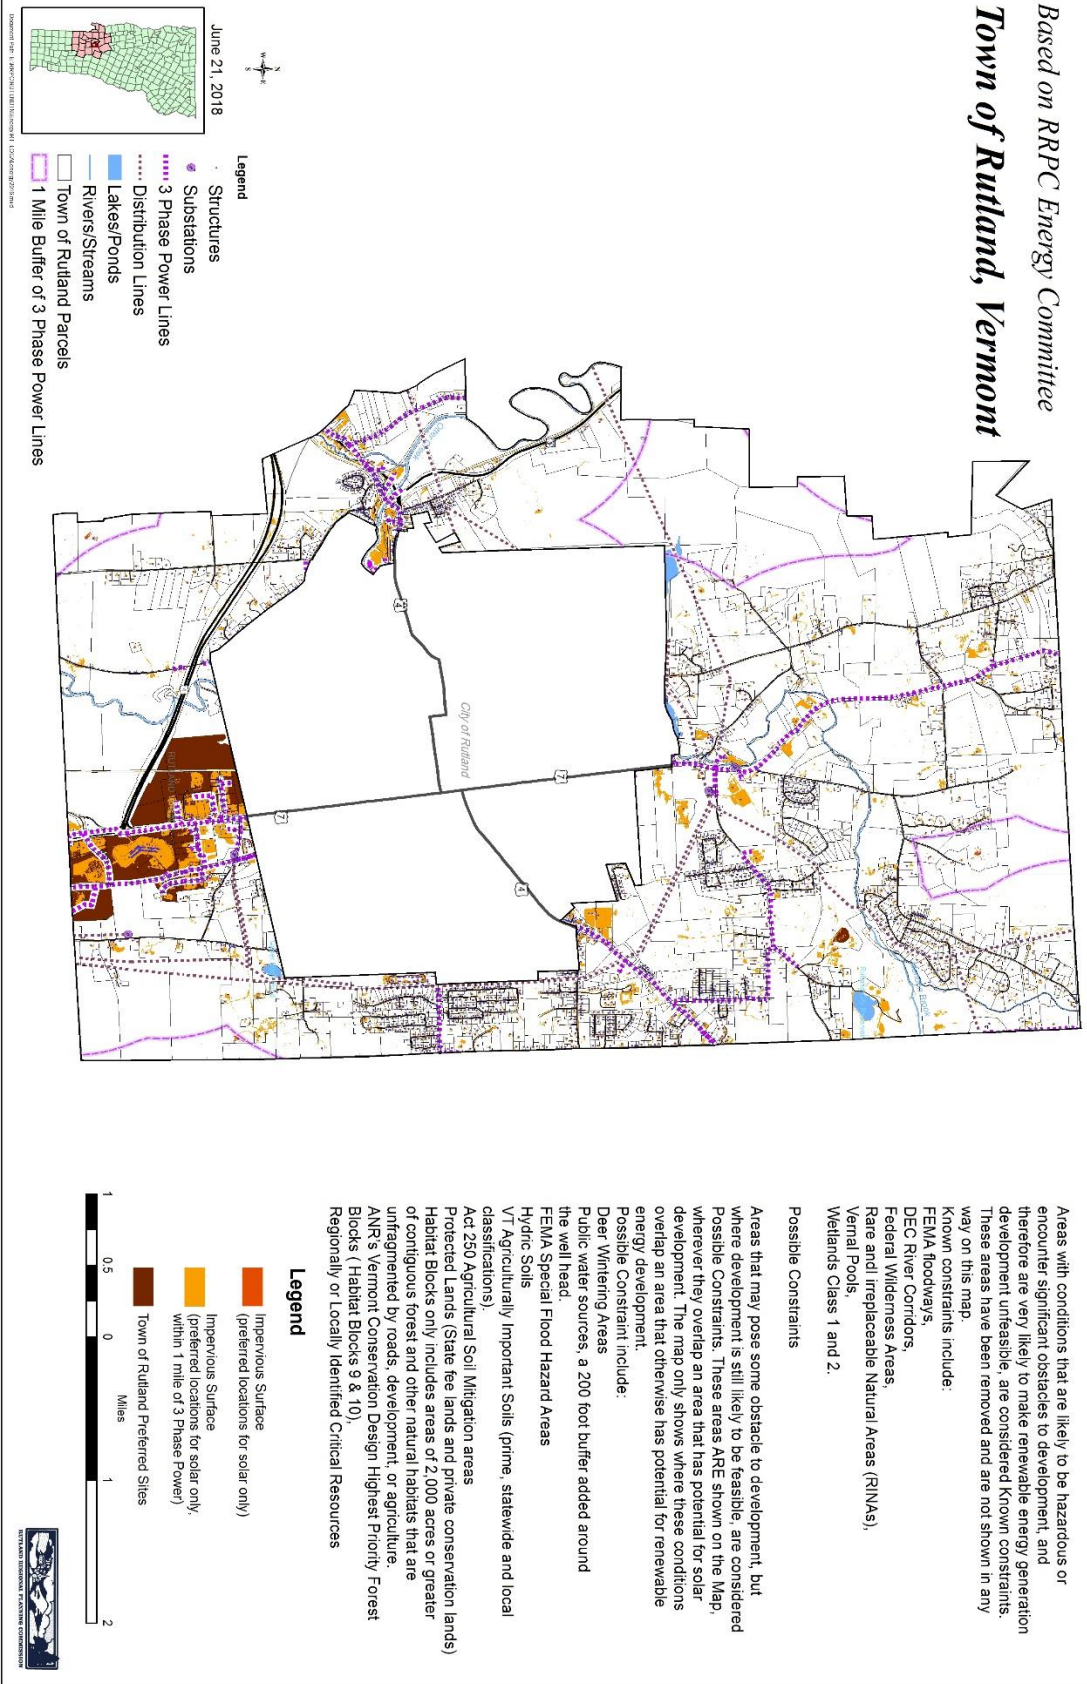 Based on RRPC Energy Committee
Town of Rutland, Vermont
Areas with conditions that are likely to be hazardous or
encounter significant obstacles to development, and
therefore are very likely to make renewable energy generation
development unfeasible, are considered Known constraints.
These areas have been removed and are not shown in any
way on this map.
Known constraints include:
FEMA floodways,
DEC River Corridors,
Federal Wilderness Areas,
Rare and Irreplaceable Natural Areas (RINAs),
Vernal Pools,
Wetlands Class 1 and 2.
Possible Constraints
Areas that may pose some obstacle to development, but
where development is still likely to be feasible, are considered
Possible Constraints. These areas ARE shown on the Map,
wherever they overlap an area that has potential for solar
development. The map only shows where these conditions
overlap an area that otherwise has potential for renewable
energy development.
Possible Constraint include:
Deer Wintering Areas
Public water sources, a 200 foot buffer added around
the well head.
FEMA Special Flood Hazard Areas
Hydric Soils
VT Agriculturally Important Soils (prime, statewide and local
classifications).
Act 250 Agricultural Soil Mitigation areas
Protected Lands (State fee lands and private conservation lands)
Habitat Blocks only includes areas of 2,000 acres or greater
of contiguous forest and other natural habitats that are
unfragmented by roads, development, or agriculture.
ANR's Vermont Conservation Design Highest Priority Forest
Blocks ( Habitat Blocks 9 & 10),
Regionally or Locally Identified Critical Resources
City of Rutland
4
7
7
4
N
W
E
S
June 21, 2018
Legend
Structures
Substations
3 Phase Power Lines
Distribution Lines
Lakes/Ponds
Rivers/Streams
Town of Rutland Parcels
1 Mile Buffer of 3 Phase Power Lines
Legend
Impervious Surface
(preferred locations for solar only)
Impervious Surface
(preferred locations for solar only,
within 1 mile of 3 Phase Power)
Town of Rutland Preferred Sites
1 0.5 0 1 2
Miles
RUTLAND REGIONAL PLANNING COMMISSION